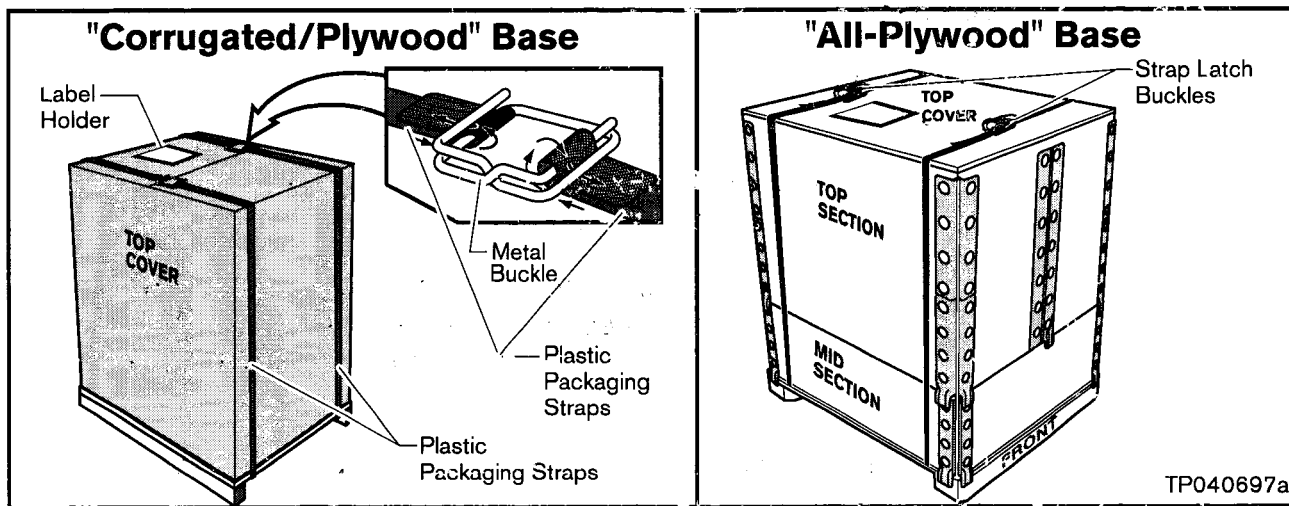 "Corrugated/Plywood" Base
Label
Holder
TOP
COVER
Metal
Buckle
Plastic
Packaging
Straps
Plastic
Packaging Straps
"All-Plywood" Base
Strap Latch
Buckles
TOP
COVER
TOP
SECTION
MID
SECTION
FRONT
TP040697a